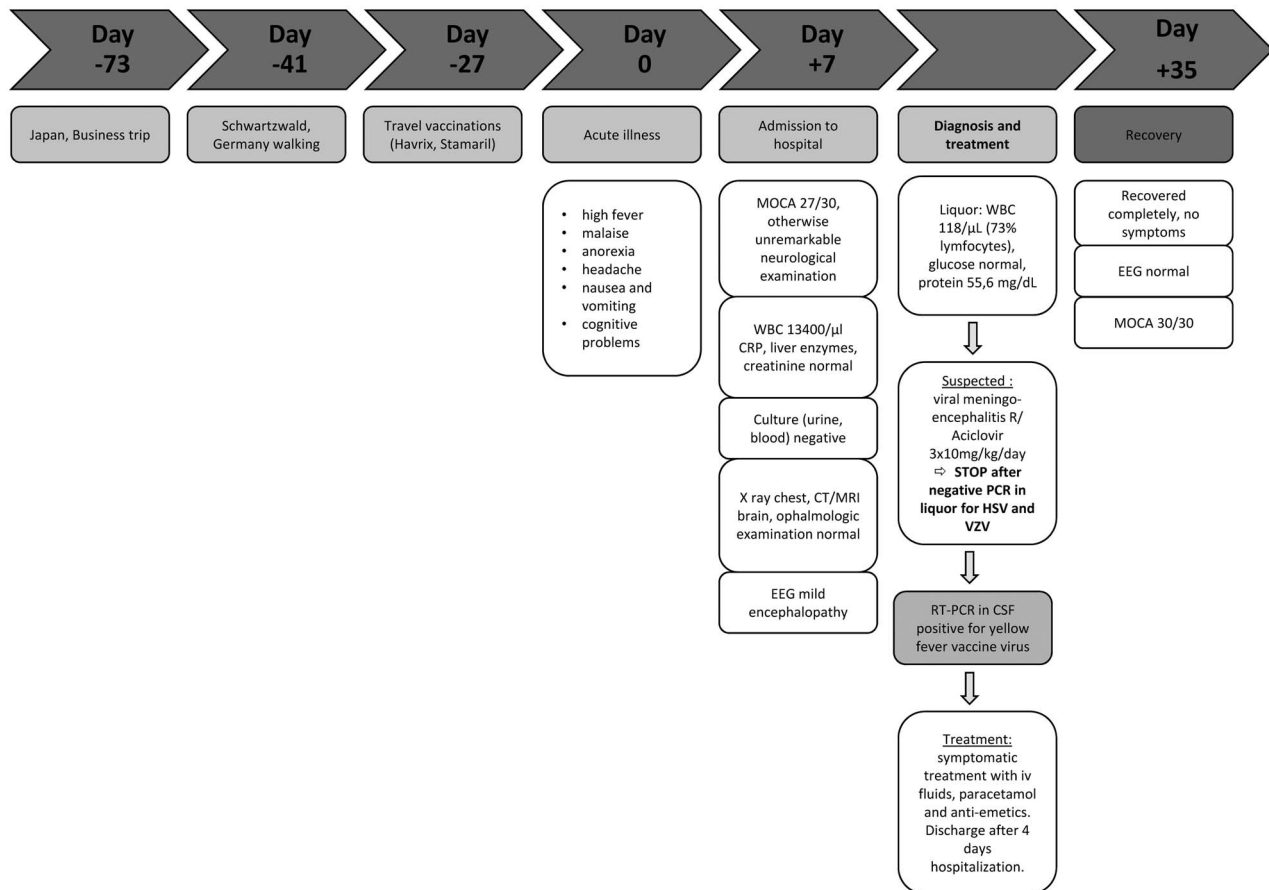 Day
-73
Day
-41
Day
-27
Day
0
Day
+7
Day
+35
Japan, Business trip
Schwartzwald,
Germany walking
Travel vaccinations
(Havrix, Stamaril)
Acute illness
Admission to
hospital
Diagnosis and
treatment
Recovery
• high fever
• malaise
• anorexia
• headache
• nausea and
vomiting
• cognitive
problems
MOCA 27/30,
otherwise
unremarkable
neurological
examination
WBC 13400/µl
CRP, liver enzymes,
creatinine normal
Culture (urine,
blood) negative
X ray chest, CT/MRI
brain, ophalmologic
examination normal
EEG mild
encephalopathy
Liquor: WBC
118/µL (73%
lymfocytes),
glucose normal,
protein 55,6 mg/dL
Suspected :
viral meningo-
encephalitis R/
Aciclovir
3x10mg/kg/day
⇨ STOP after
negative PCR in
liquor for HSV and
VZV
RT-PCR in CSF
positive for yellow
fever vaccine virus
Treatment:
symptomatic
treatment with iv
fluids, paracetamol
and anti-emetics.
Discharge after 4
days
hospitalization.
Recovered
completely, no
symptoms
EEG normal
MOCA 30/30